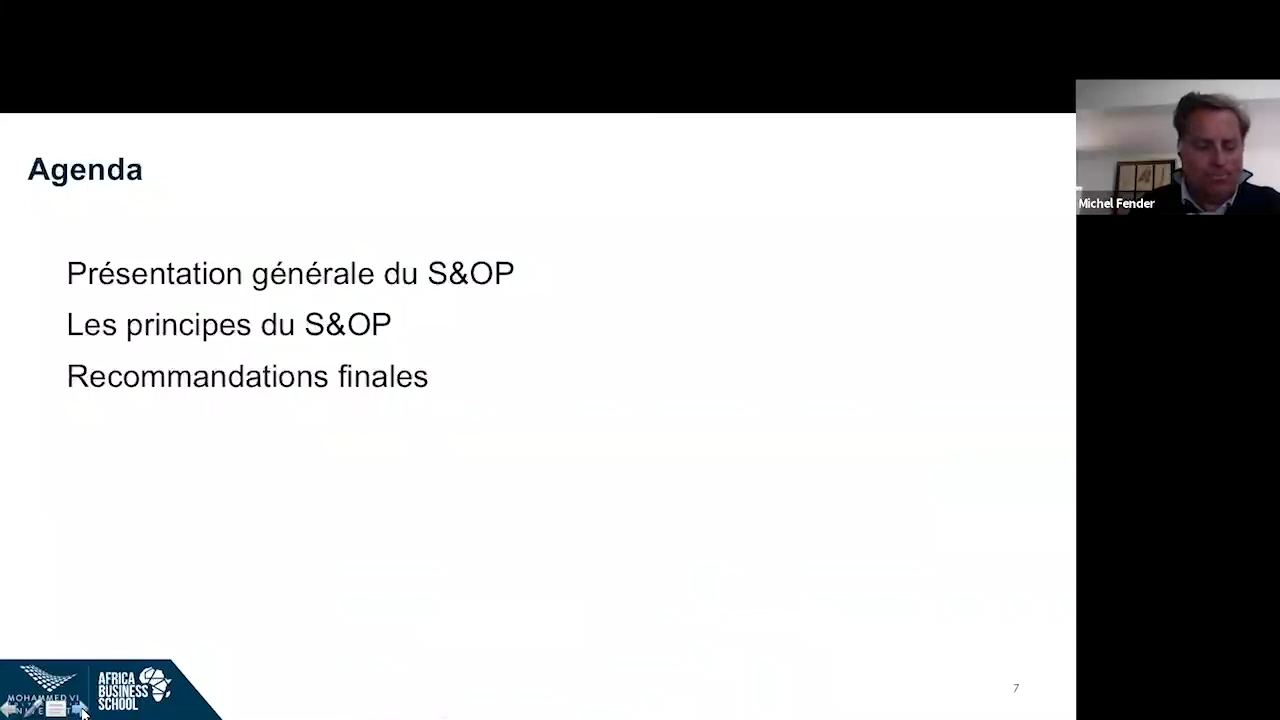 Agenda
Michel Fender
Présentation générale du S&OP
Les principes du S&OP
Recommandations finales
MOHAMMED VI
AFRICA
BUSINESS
SCHOOL
7